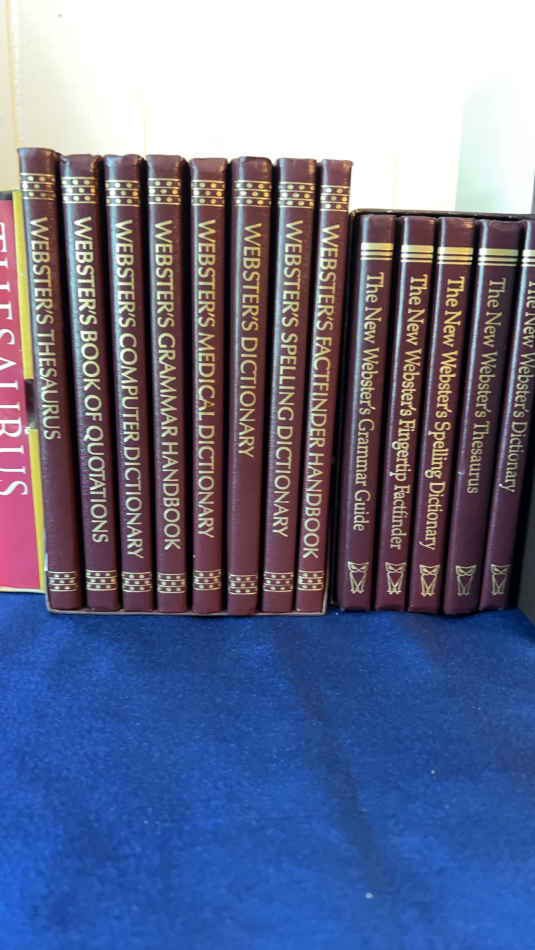 THESAURUS
WEBSTER'S THESAURUS
WEBSTER'S BOOK OF QUOTATIONS
WEBSTER'S COMPUTER DICTIONARY
WEBSTER'S GRAMMAR HANDBOOK
WEBSTER'S MEDICAL DICTIONARY
WEBSTER'S DICTIONARY
WEBSTER'S SPELLING DICTIONARY
WEBSTER'S FACTFINDER HANDBOOK
The New Webster's Grammar Guide
The New Webster's Fingertip Factfinder
The New Webster's Spelling Dictionary
The New Webster's Thesaurus
The New Webster's Dictionary